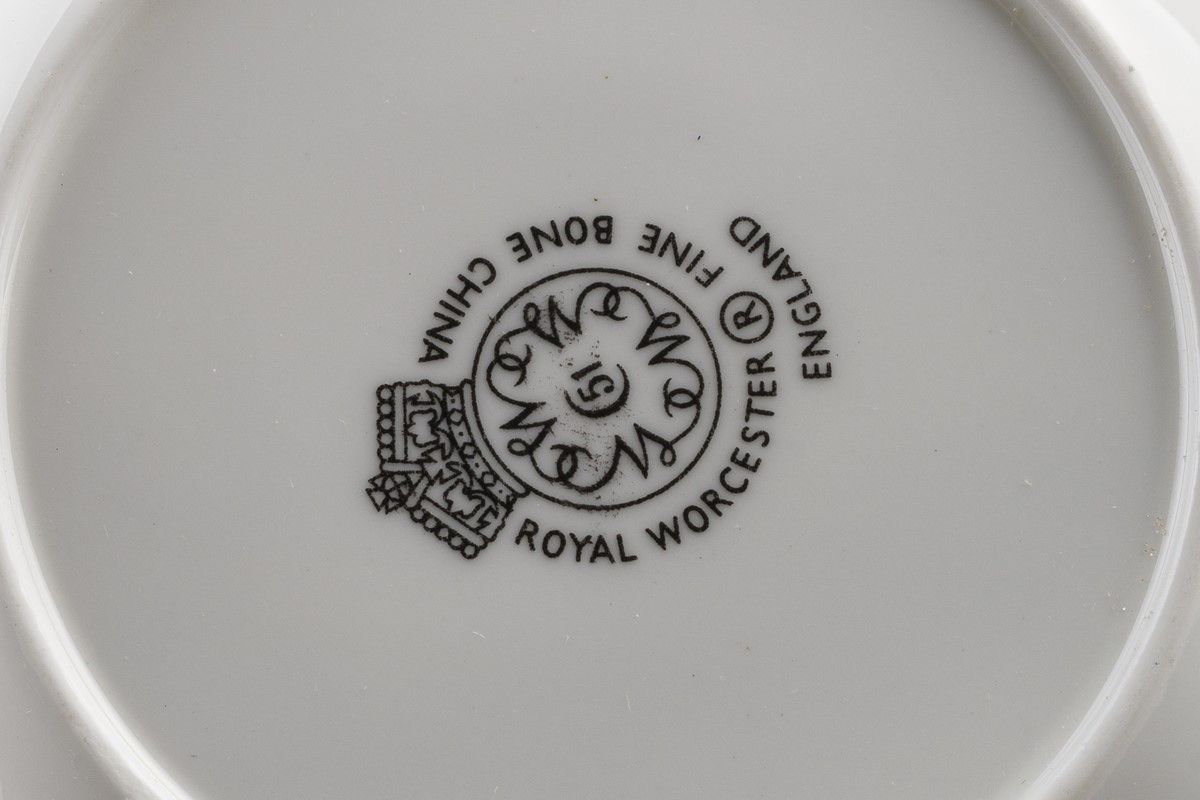 ROYAL WORCESTER ® FINE BONE CHINA
ENGLAND
51